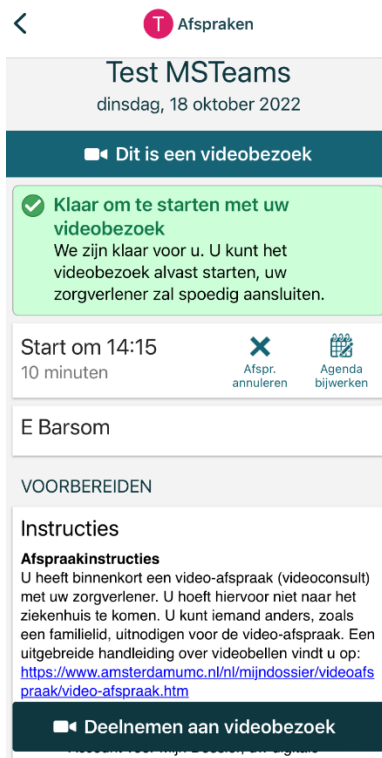 T Afspraken
Test MSTeams
dinsdag, 18 oktober 2022
Dit is een videobezoek
Klaar om te starten met uw
videobezoek
We zijn klaar voor u. U kunt het
videobezoek alvast starten, uw
zorgverlener zal spoedig aansluiten.
Start om 14:15
10 minuten
Afspr.
annuleren
Agenda
bijwerken
E Barsom
VOORBEREIDEN
Instructies
Afspraakinstructies
U heeft binnenkort een video-afspraak (videoconsult)
met uw zorgverlener. U hoeft hiervoor niet naar het
ziekenhuis te komen. U kunt iemand anders, zoals
een familielid, uitnodigen voor de video-afspraak. Een
uitgebreide handleiding over videobellen vindt u op:
https://www.amsterdamumc.nl/nl/mijndossier/videoafs
praak/video-afspraak.htm
Deelnemen aan videobezoek